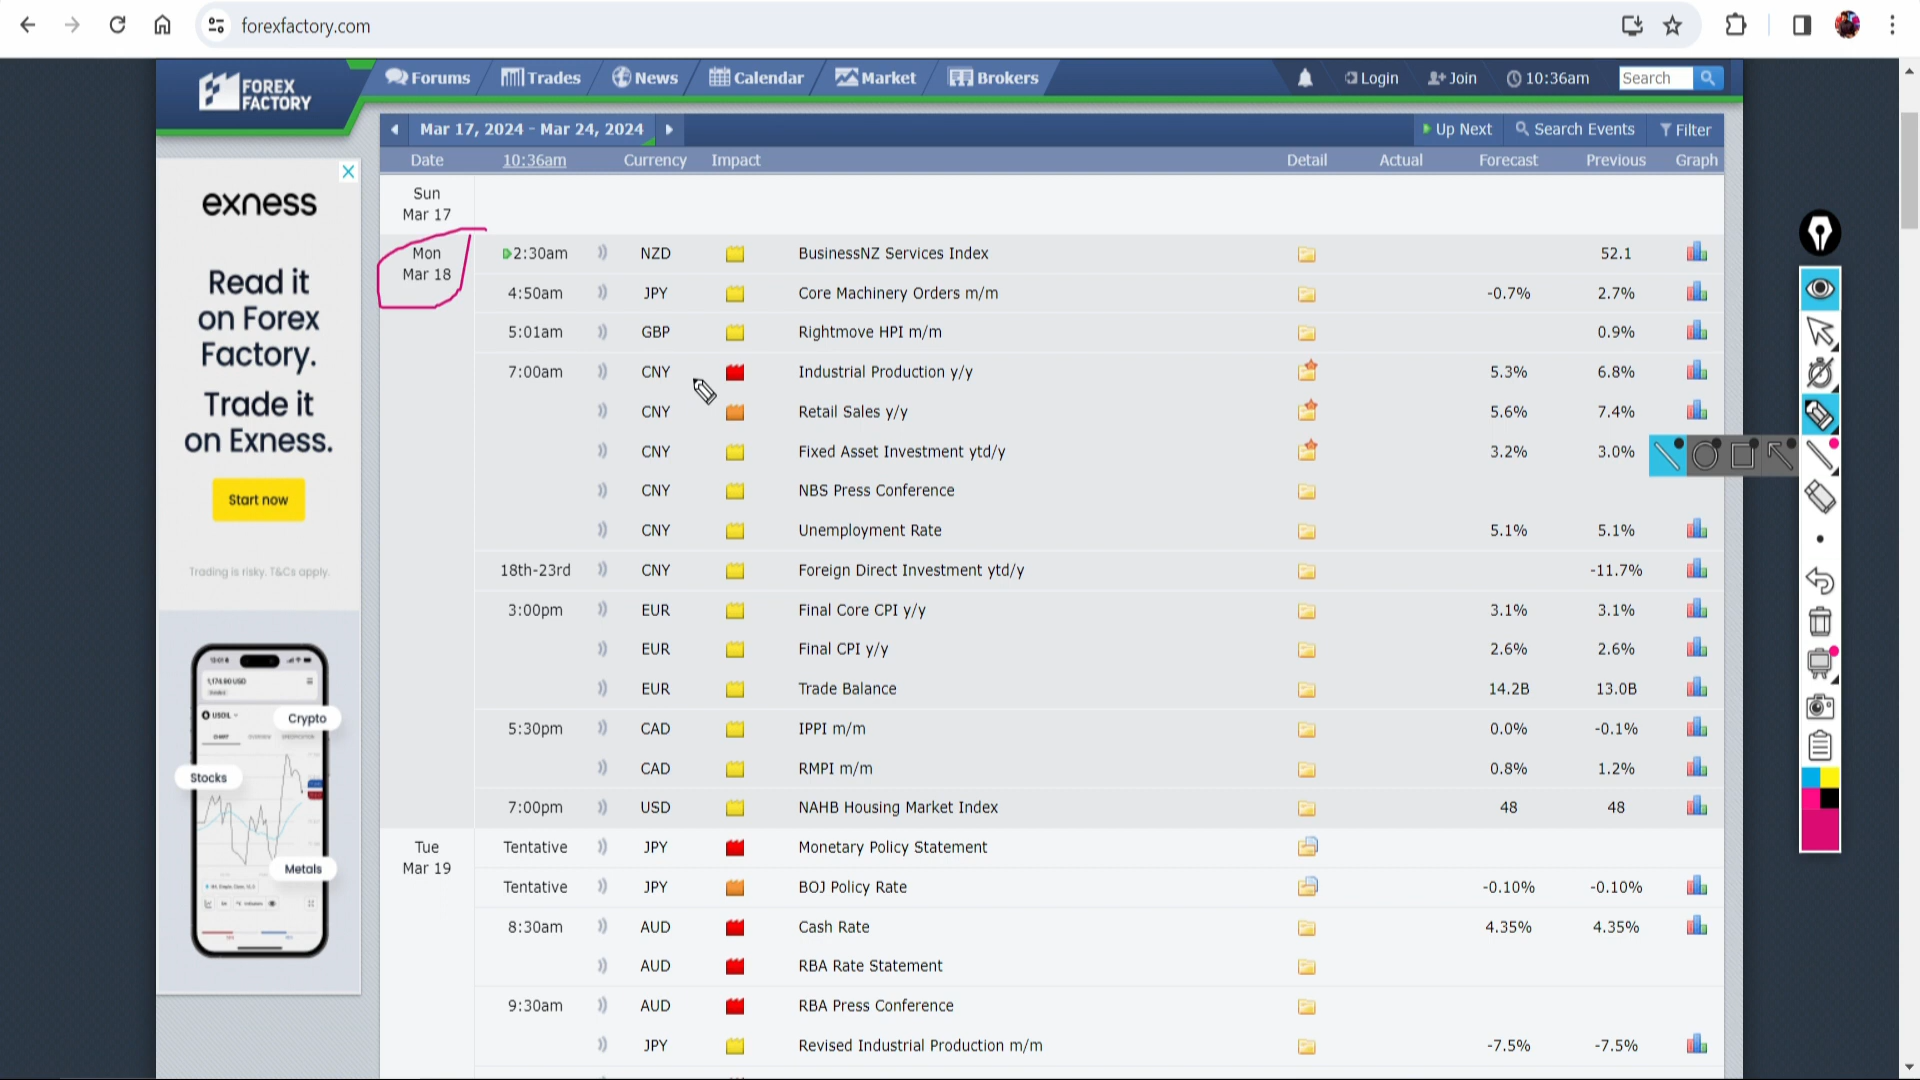 forexfactory.com
FOREX FACTORY
Forums Trades News Calendar Market Brokers Login Join 10:36am Search
Mar 17, 2024 - Mar 24, 2024 Up Next Search Events Filter
Date 10:36am Currency Impact Detail Actual Forecast Previous Graph
Sun
Mar 17
Mon
Mar 18
2:30am NZD BusinessNZ Services Index 52.1
4:50am JPY Core Machinery Orders m/m -0.7% 2.7%
5:01am GBP Rightmove HPI m/m 0.9%
7:00am CNY Industrial Production y/y 5.3% 6.8%
CNY Retail Sales y/y 5.6% 7.4%
CNY Fixed Asset Investment ytd/y 3.2% 3.0%
CNY NBS Press Conference
CNY Unemployment Rate 5.1% 5.1%
18th-23rd CNY Foreign Direct Investment ytd/y -11.7%
3:00pm EUR Final Core CPI y/y 3.1% 3.1%
EUR Final CPI y/y 2.6% 2.6%
EUR Trade Balance 14.2B 13.0B
5:30pm CAD IPPI m/m 0.0% -0.1%
CAD RMPI m/m 0.8% 1.2%
7:00pm USD NAHB Housing Market Index 48 48
Tue
Mar 19
Tentative JPY Monetary Policy Statement
Tentative JPY BOJ Policy Rate -0.10% -0.10%
8:30am AUD Cash Rate 4.35% 4.35%
AUD RBA Rate Statement
9:30am AUD RBA Press Conference
JPY Revised Industrial Production m/m -7.5% -7.5%
exness
Read it
on Forex
Factory.
Trade it
on Exness.
Start now
Trading is risky. T&Cs apply.
Crypto
Stocks
Metals